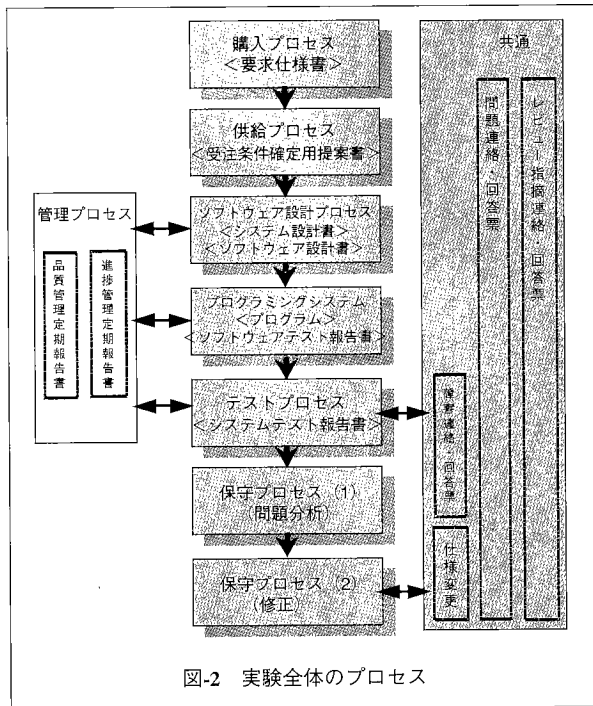 購入プロセス
<要求仕様書>
供給プロセス
<受注条件確定用提案書>
ソフトウェア設計プロセス
<システム設計書>
<ソフトウェア設計書>
プログラミングシステム
<プログラム>
<ソフトウェアテスト報告書>
テストプロセス
<システムテスト報告書>
保守プロセス (1)
(問題分析)
保守プロセス (2)
(修正)
管理プロセス
品質管理定期報告書
進捗管理定期報告書
共通
障害連絡・回答票
仕様変更
問題連絡・回答票
レビュー指摘連絡・回答票
図-2 実験全体のプロセス